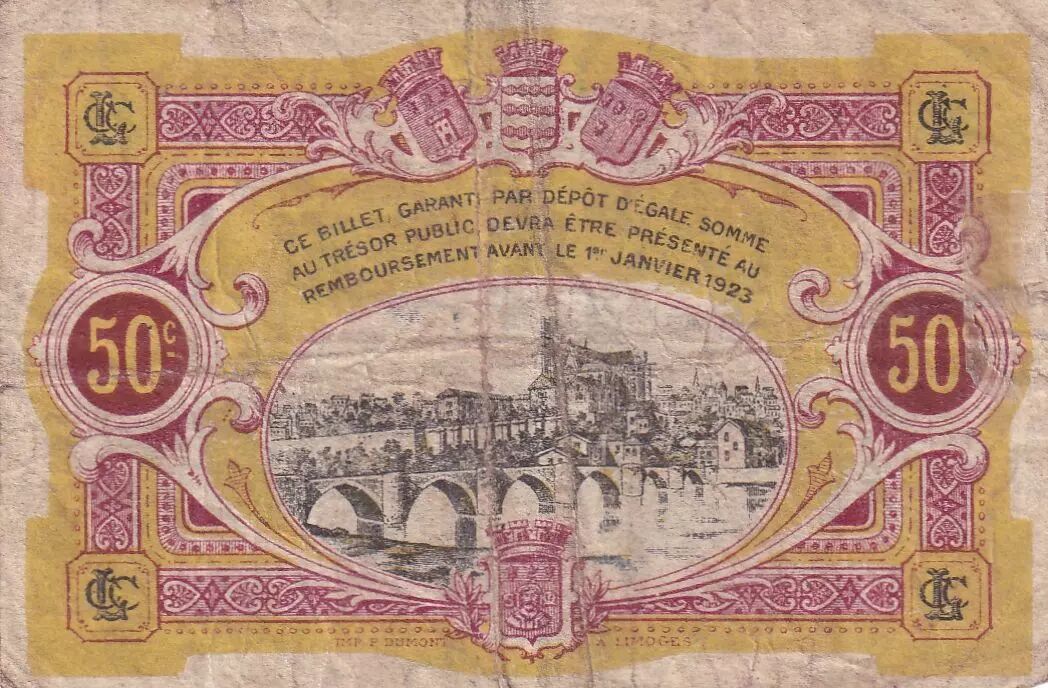 CE BILLET, GARANTI PAR DÉPÔT D'ÉGALE SOMME
AU TRÉSOR PUBLIC DEVRA ÊTRE PRÉSENTÉ AU
REMBOURSEMENT AVANT LE 1er JANVIER 1923
50c
50
IMP. P. DUMONT A LIMOGES